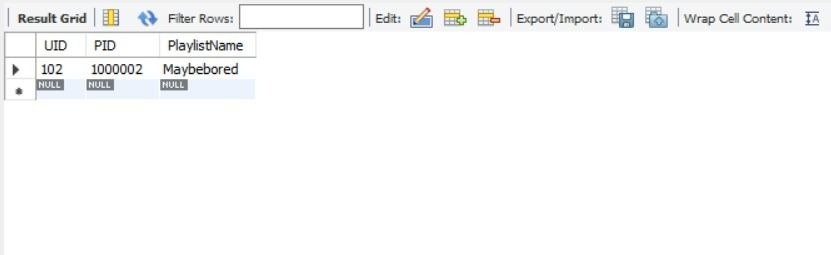 Result Grid Filter Rows: Edit: Export/Import: Wrap Cell Content: IA
UID PID PlaylistName
102 1000002 Maybebored
NULL NULL NULL